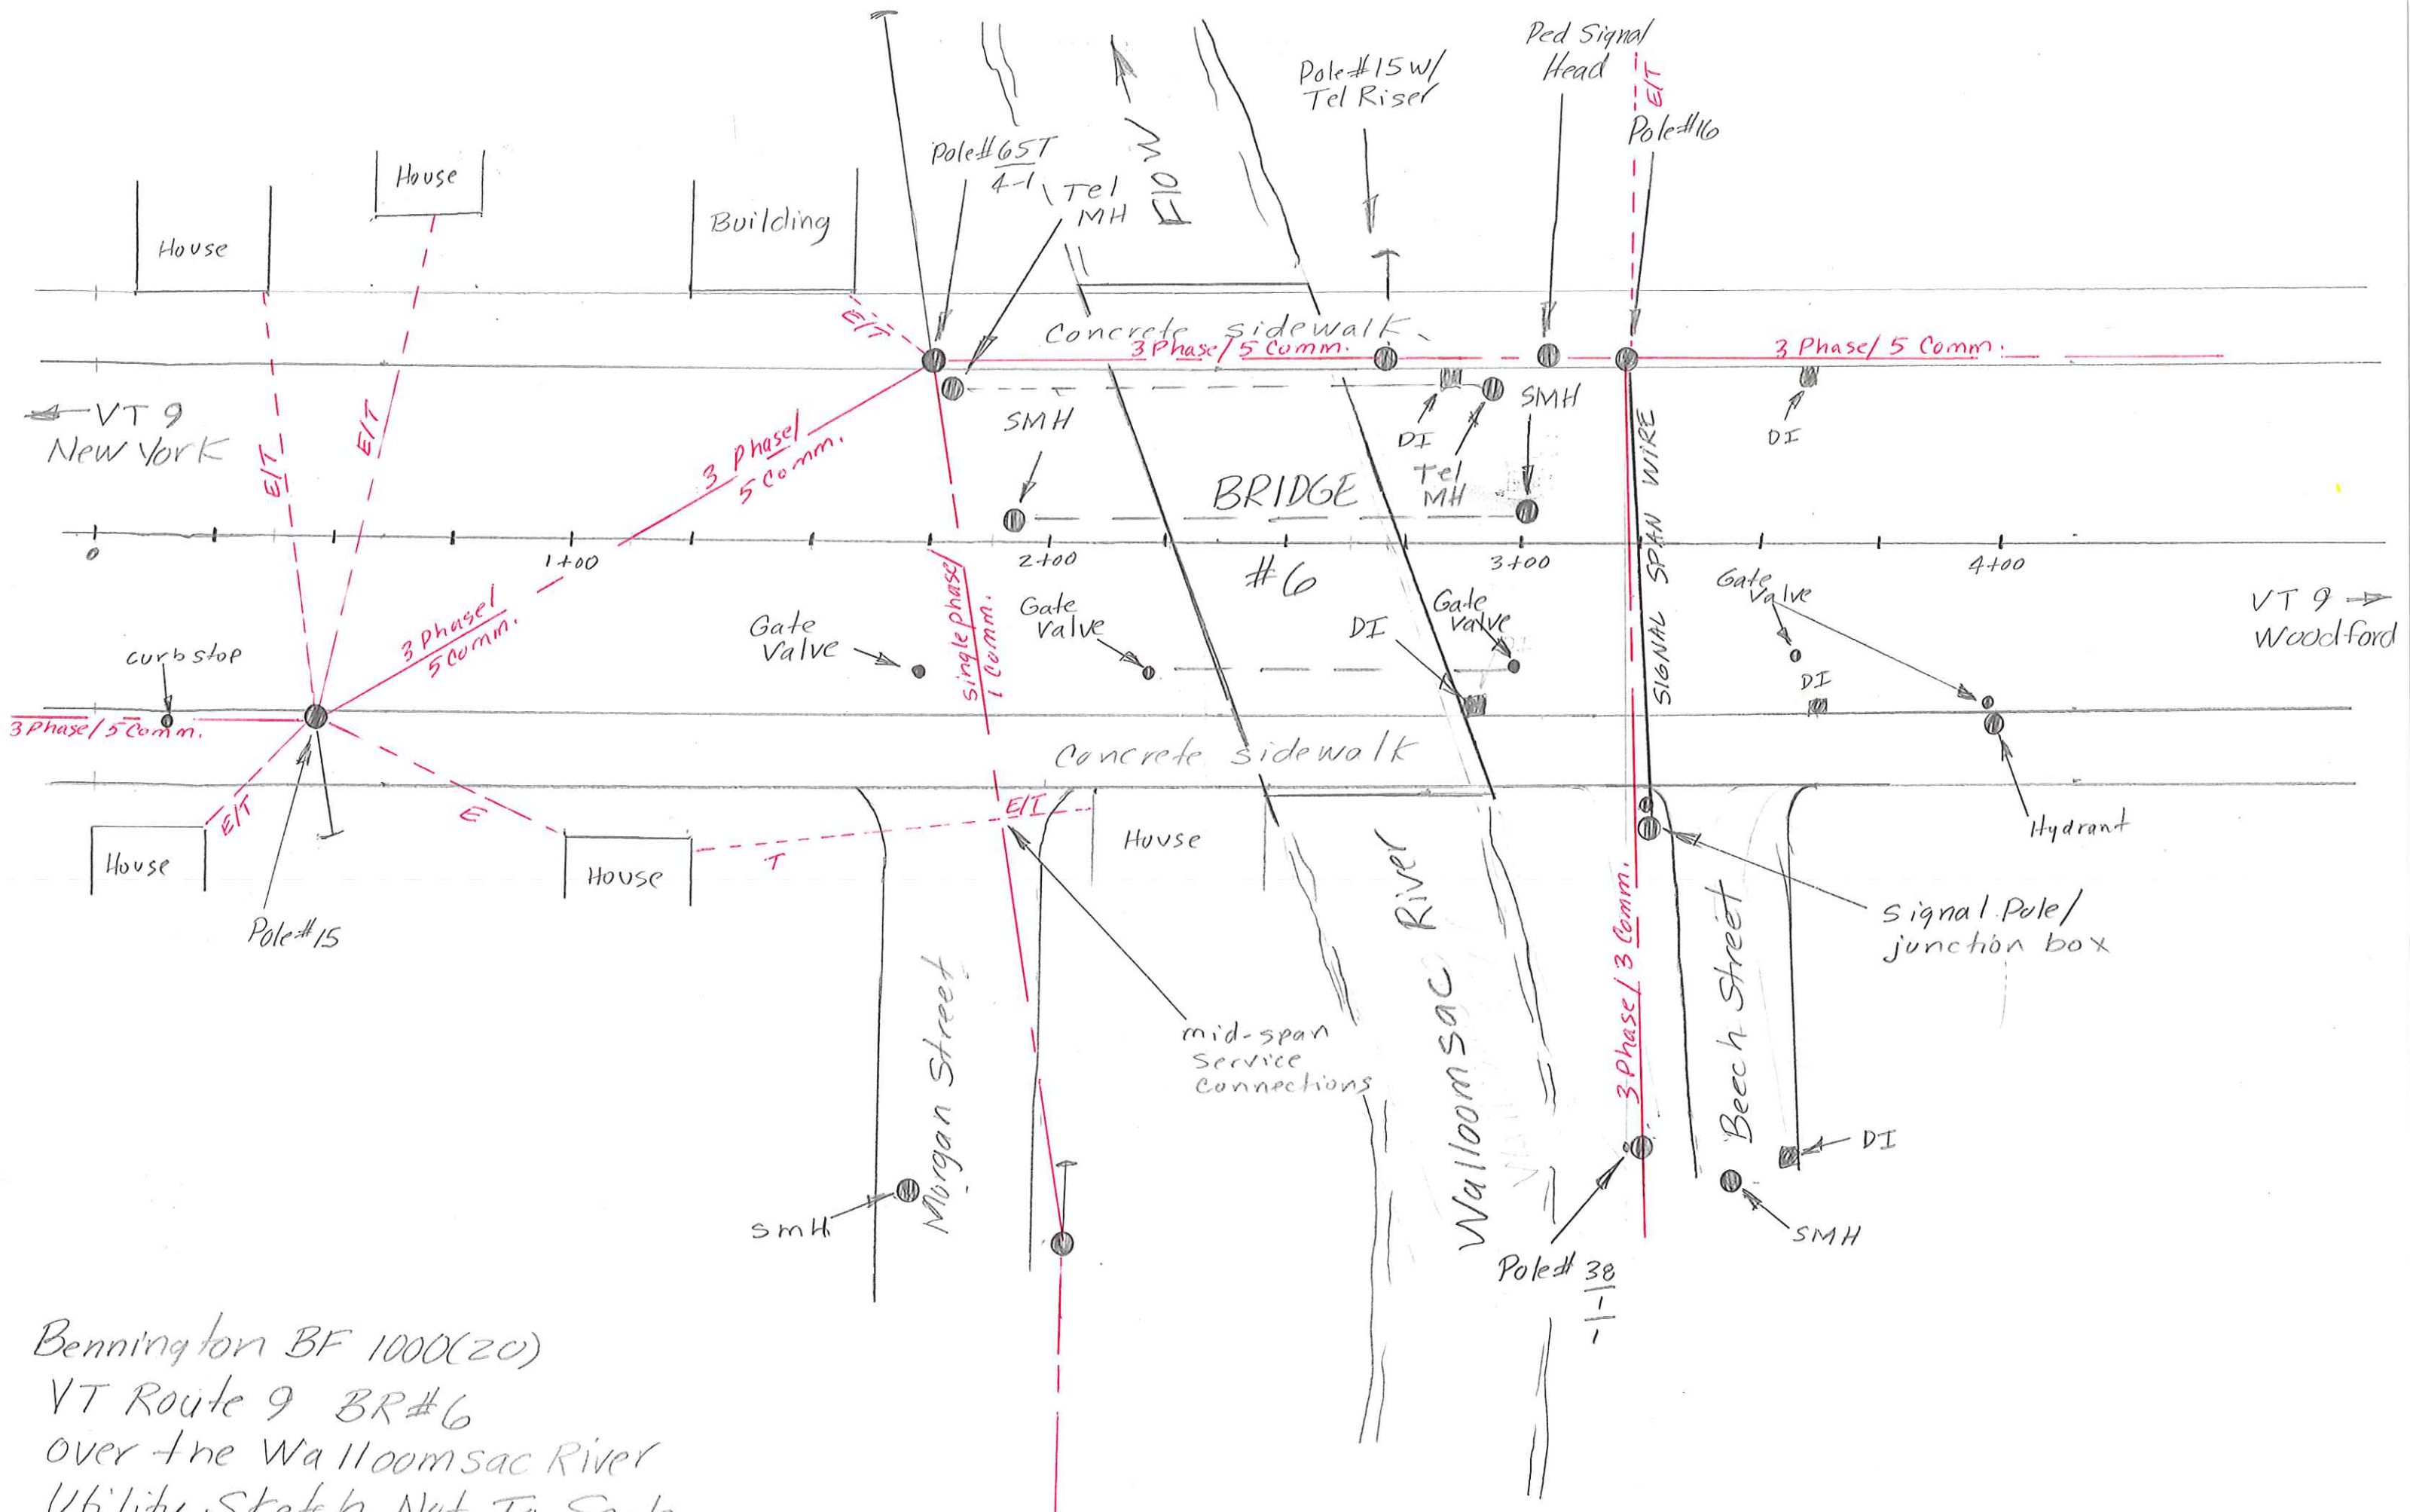 Ped Signal
Head
Pole# 15 w/
Tel Riser
E/T
Pole#16
Pole# 65T
4-1
Tel
MH
Flow
House
House
Building
E/T
Concrete sidewalk
3 Phase/ 5 Comm.
3 Phase/ 5 Comm.
VT 9
New York
E/T
E/T
3 Phase/
5 Comm.
SMH
DI
Tel
MH
SMH
DI
BRIDGE
#6
SIGNAL SPAN WIRE
0
1+00
2+00
3+00
4+00
VT 9
Woodford
3 Phase/
5 Comm.
curbstop
Gate
Valve
single phase/
1 Comm.
Gate
Valve
DI
Gate
Valve
Gate
Valve
DI
3 Phase/ 5 Comm.
Concrete sidewalk
E/T
E
E/T
T
House
House
House
Hydrant
Pole# 15
River
Walloomsac
3 Phase/ 3 Comm.
Signal Pole/
junction box
mid-span
Service
Connections
Morgan Street
Beech Street
SMH
DI
SMH
Pole# 38
Bennington BF 1000(20)
VT Route 9 BR#6
over the Walloomsac River
Utility Sketch Not To